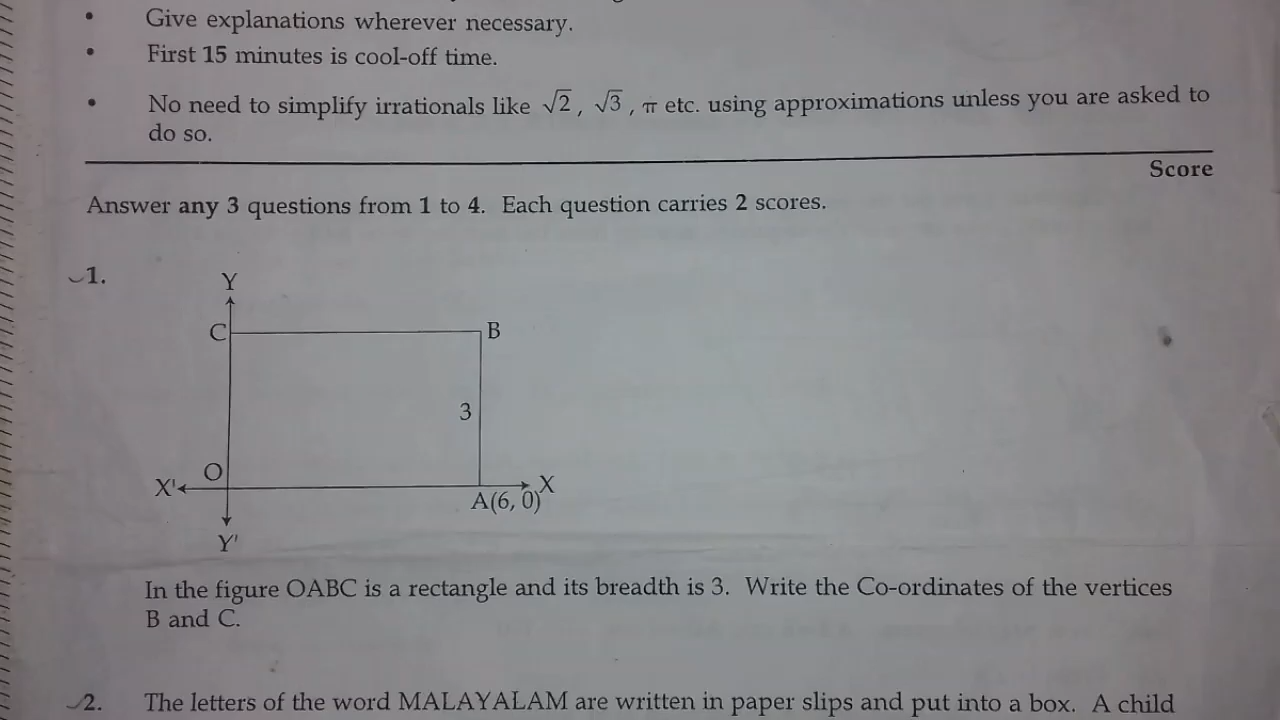 • Give explanations wherever necessary.
• First 15 minutes is cool-off time.
• No need to simplify irrationals like √2, √3, π etc. using approximations unless you are asked to
do so.
Score
Answer any 3 questions from 1 to 4. Each question carries 2 scores.
1.
Y
C
B
3
O
X'
X
A(6, 0)
Y'
In the figure OABC is a rectangle and its breadth is 3. Write the Co-ordinates of the vertices
B and C.
2. The letters of the word MALAYALAM are written in paper slips and put into a box. A child